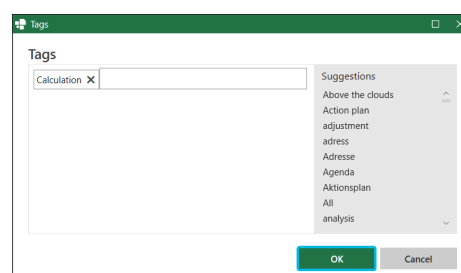 Tags
Tags
Calculation
Suggestions
Above the clouds
Action plan
adjustment
adress
Adresse
Agenda
Aktionsplan
All
analysis
OK
Cancel